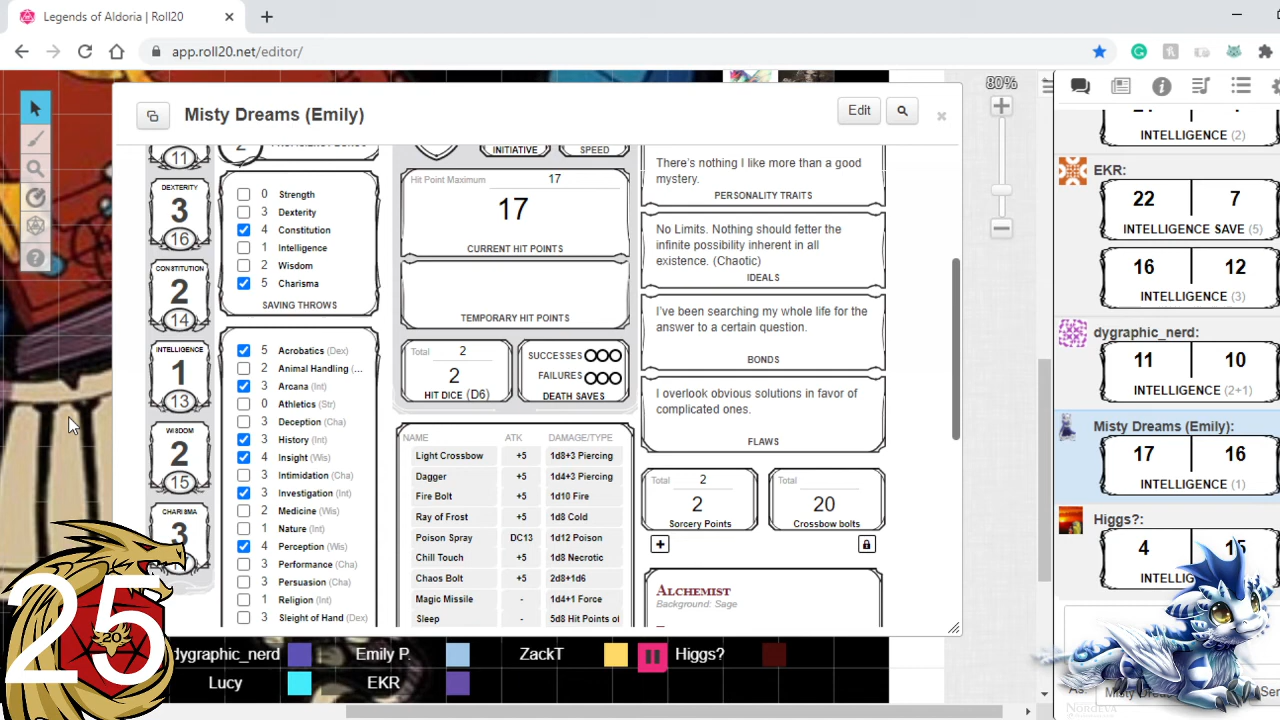 Legends of Aldoria | Roll20
app.roll20.net/editor/
80%
Misty Dreams (Emily)
Edit
11
2
INITIATIVE
SPEED
DEXTERITY
3
16
CONSTITUTION
2
14
INTELLIGENCE
1
13
WISDOM
2
15
CHARISMA
3
0 Strength
3 Dexterity
4 Constitution
1 Intelligence
2 Wisdom
5 Charisma
SAVING THROWS
5 Acrobatics (Dex)
2 Animal Handling (...
3 Arcana (Int)
0 Athletics (Str)
3 Deception (Cha)
3 History (Int)
4 Insight (Wis)
3 Intimidation (Cha)
3 Investigation (Int)
2 Medicine (Wis)
1 Nature (Int)
4 Perception (Wis)
3 Performance (Cha)
3 Persuasion (Cha)
1 Religion (Int)
3 Sleight of Hand (Dex)
Hit Point Maximum 17
17
CURRENT HIT POINTS
TEMPORARY HIT POINTS
Total 2
2
HIT DICE (D6)
SUCCESSES
FAILURES
DEATH SAVES
NAME ATK DAMAGE/TYPE
Light Crossbow +5 1d8+3 Piercing
Dagger +5 1d4+3 Piercing
Fire Bolt +5 1d10 Fire
Ray of Frost +5 1d8 Cold
Poison Spray DC13 1d12 Poison
Chill Touch +5 1d8 Necrotic
Chaos Bolt +5 2d8+1d6
Magic Missile - 1d4+1 Force
Sleep - 5d8 Hit Points of
There's nothing I like more than a good
mystery.
PERSONALITY TRAITS
No Limits. Nothing should fetter the
infinite possibility inherent in all
existence. (Chaotic)
IDEALS
I've been searching my whole life for the
answer to a certain question.
BONDS
I overlook obvious solutions in favor of
complicated ones.
FLAWS
Total 2
2
Sorcery Points
Total
20
Crossbow bolts
ALCHEMIST
Background: Sage
INTELLIGENCE (2)
EKR:
22 7
INTELLIGENCE SAVE (5)
16 12
INTELLIGENCE (3)
dygraphic_nerd:
11 10
INTELLIGENCE (2+1)
Misty Dreams (Emily):
17 16
INTELLIGENCE (1)
Higgs?:
4 15
INTELLIG
As: Misty Dre
Sen
NORDEVA
20
25
dygraphic_nerd
Emily P.
ZackT
Higgs?
Lucy
EKR